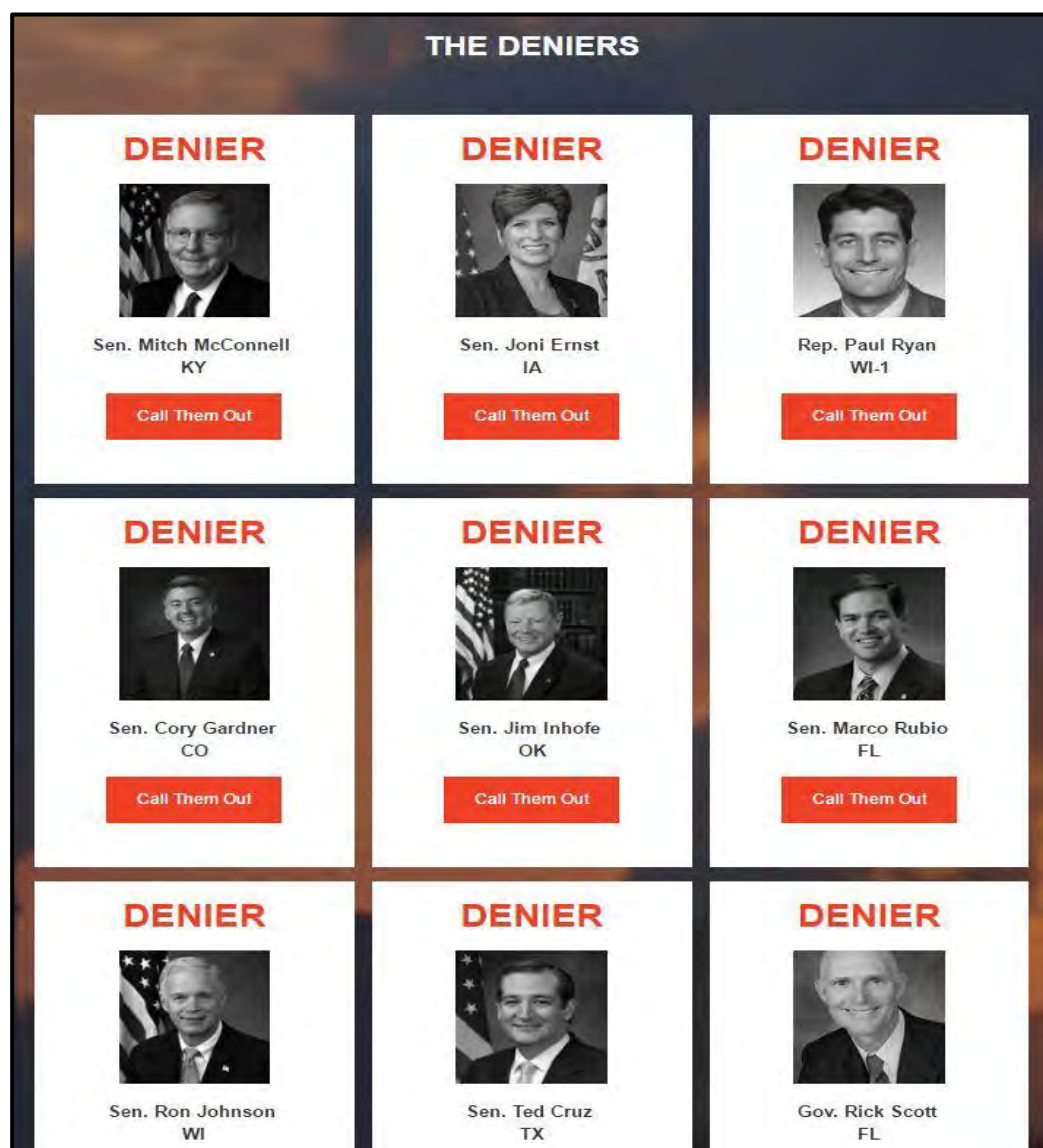 THE DENIERS
DENIER
Sen. Mitch McConnell
KY
Call Them Out
DENIER
Sen. Joni Ernst
IA
Call Them Out
DENIER
Rep. Paul Ryan
WI-1
Call Them Out
DENIER
Sen. Cory Gardner
CO
Call Them Out
DENIER
Sen. Jim Inhofe
OK
Call Them Out
DENIER
Sen. Marco Rubio
FL
Call Them Out
DENIER
Sen. Ron Johnson
WI
DENIER
Sen. Ted Cruz
TX
DENIER
Gov. Rick Scott
FL